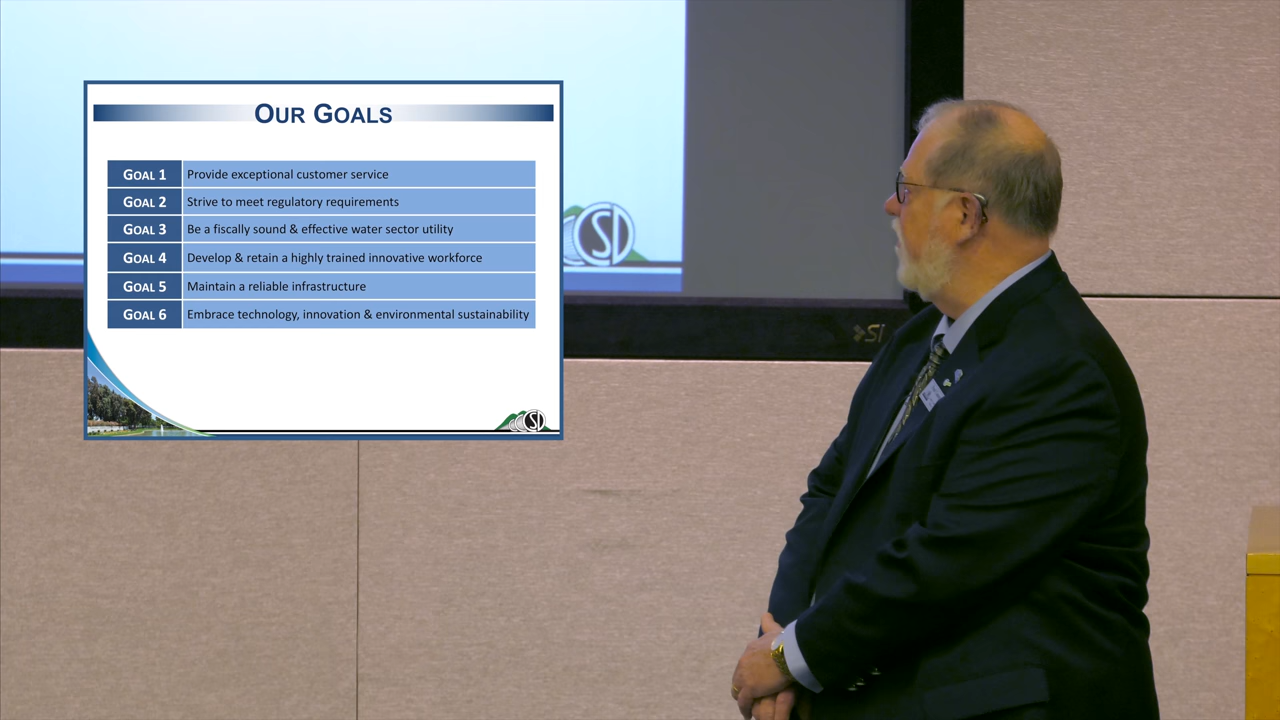 OUR GOALS
GOAL 1 Provide exceptional customer service
GOAL 2 Strive to meet regulatory requirements
GOAL 3 Be a fiscally sound & effective water sector utility
GOAL 4 Develop & retain a highly trained innovative workforce
GOAL 5 Maintain a reliable infrastructure
GOAL 6 Embrace technology, innovation & environmental sustainability
CSD
CSD